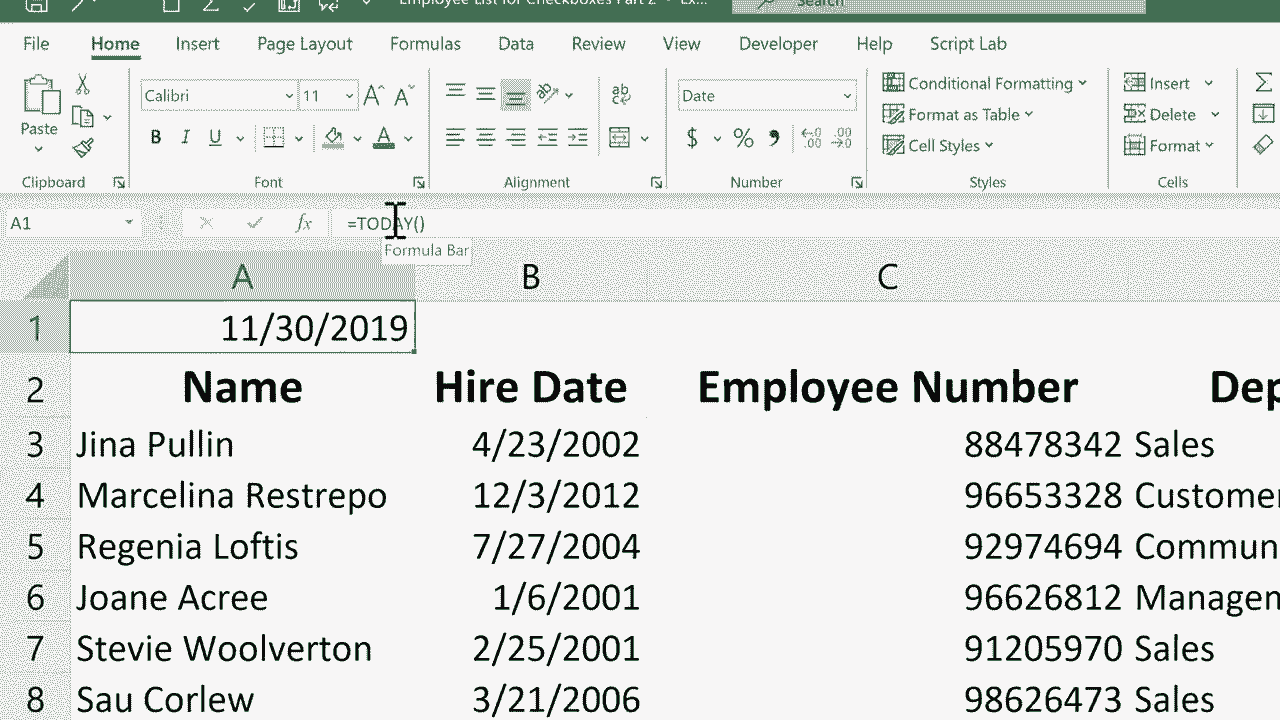 Employee List for Checkboxes Part 2 - Ex...
Search
File Home Insert Page Layout Formulas Data Review View Developer Help Script Lab
Calibri 11 Date Conditional Formatting Insert
Paste Format as Table Delete
B I U $ % Cell Styles Format
Clipboard Font Alignment Number Styles Cells
A1 fx =TODAY()
Formula Bar
A B C
1 11/30/2019
2 Name Hire Date Employee Number Dep
3 Jina Pullin 4/23/2002 88478342 Sales
4 Marcelina Restrepo 12/3/2012 96653328 Customer
5 Regenia Loftis 7/27/2004 92974694 Commun
6 Joane Acree 1/6/2001 96626812 Managem
7 Stevie Woolverton 2/25/2001 91205970 Sales
8 Sau Corlew 3/21/2006 98626473 Sales